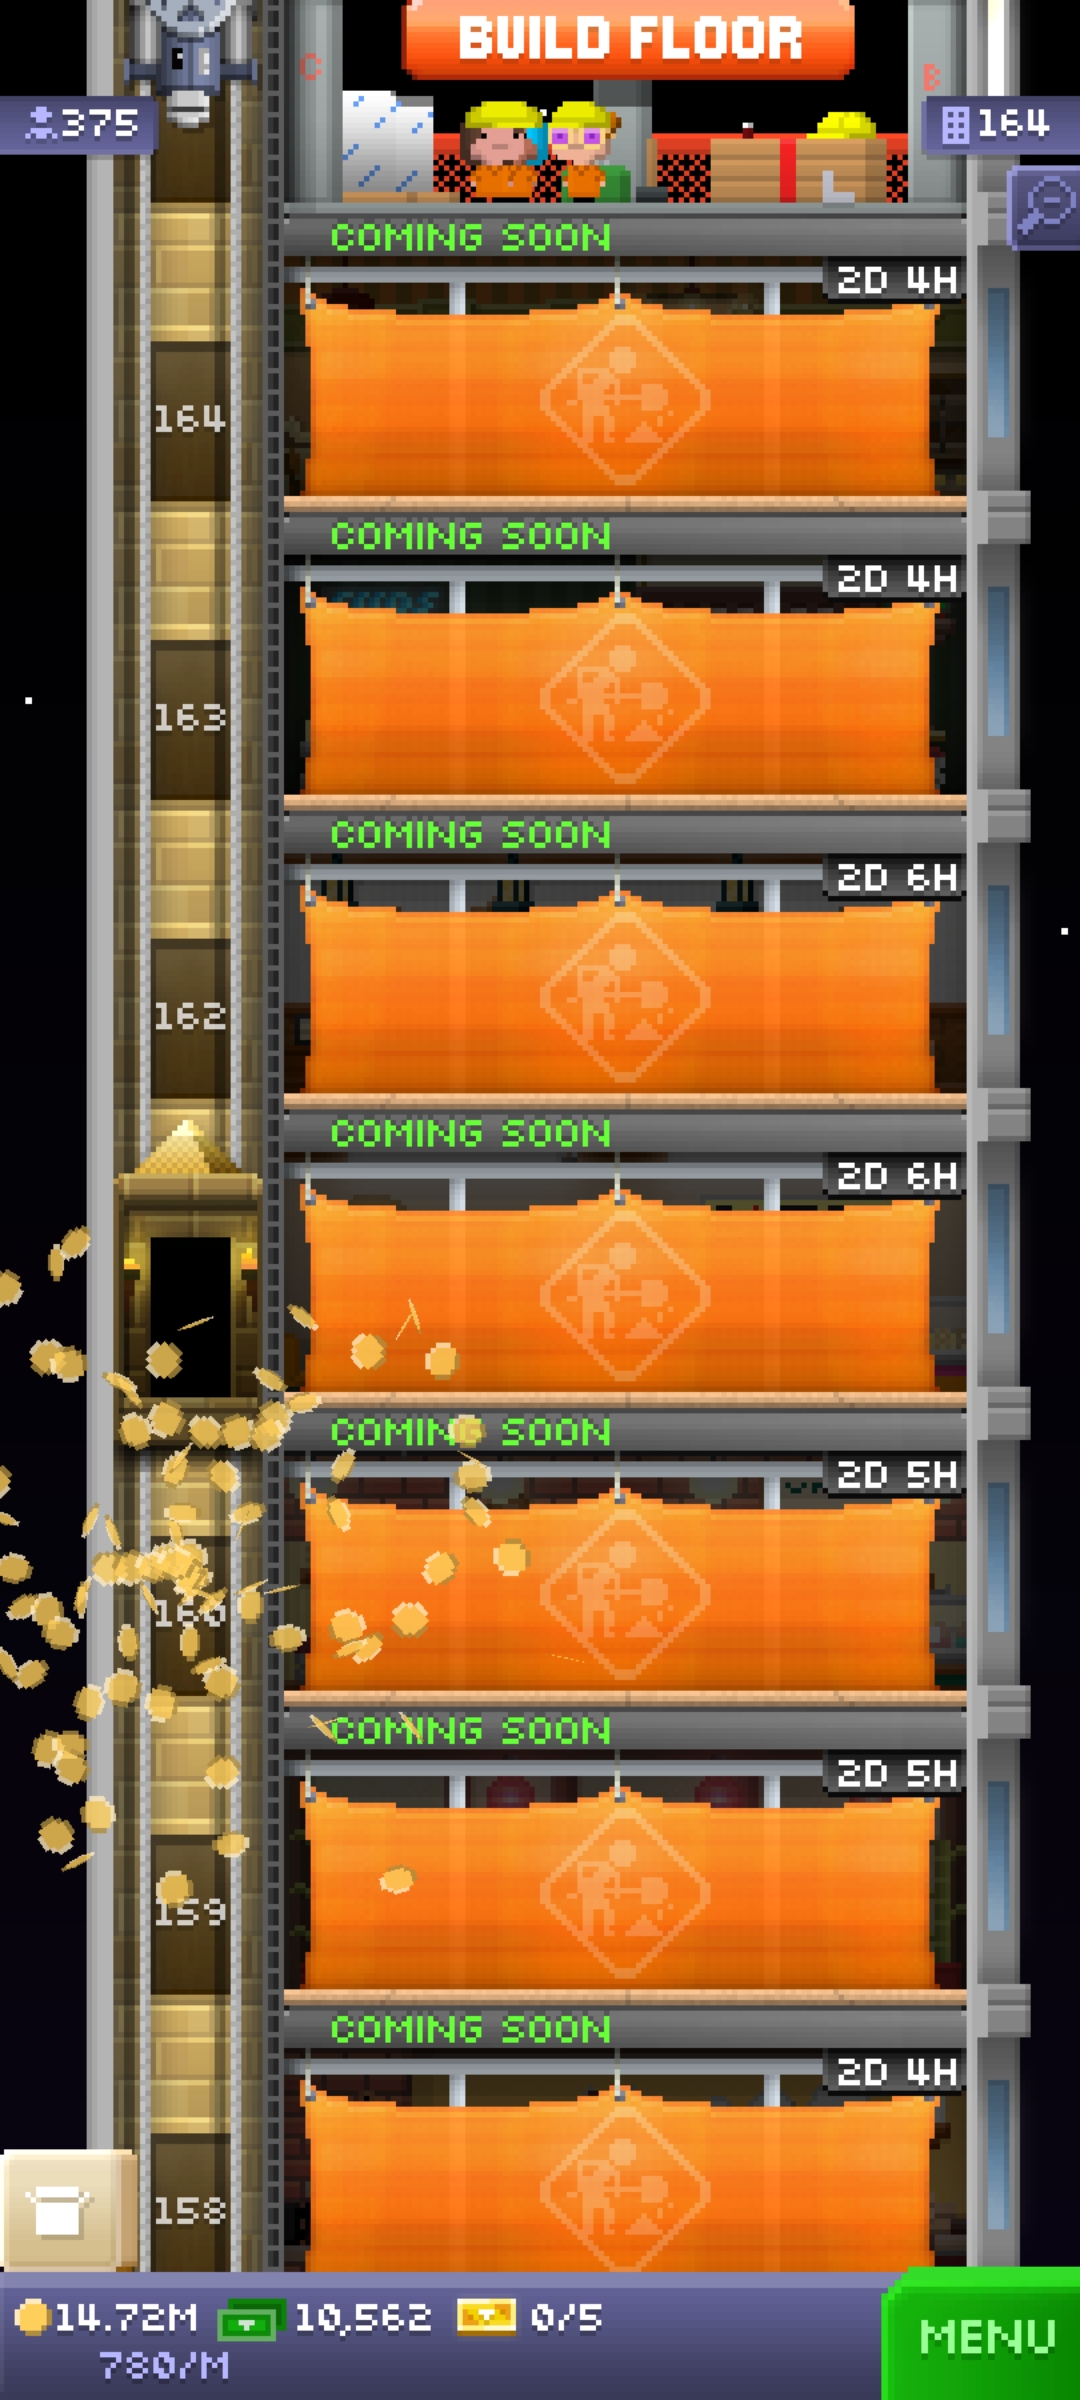 BUILD FLOOR
C
B
375
164
COMING SOON
2D 4H
164
COMING SOON
2D 4H
163
COMING SOON
2D 6H
162
COMING SOON
2D 6H
COMING SOON
2D 5H
160
COMING SOON
2D 5H
159
COMING SOON
2D 4H
158
14.72M
10,562
0/5
780/M
MENU